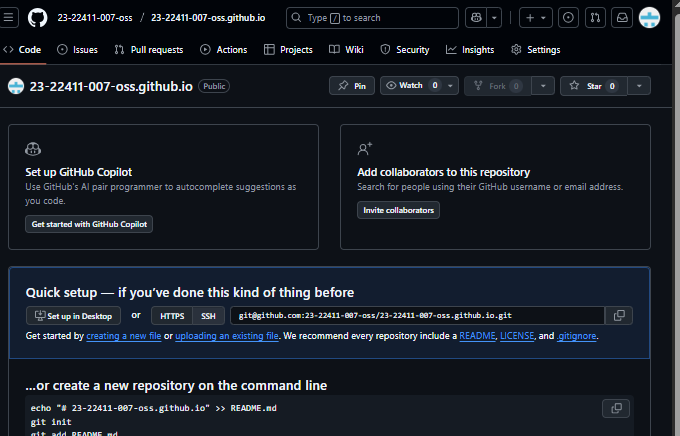 23-22411-007-oss / 23-22411-007-oss.github.io Type / to search
Code Issues Pull requests Actions Projects Wiki Security Insights Settings
23-22411-007-oss.github.io Public Pin Watch 0 Fork 0 Star 0
Set up GitHub Copilot
Use GitHub's AI pair programmer to autocomplete suggestions as
you code.
Get started with GitHub Copilot
Add collaborators to this repository
Search for people using their GitHub username or email address.
Invite collaborators
Quick setup — if you've done this kind of thing before
Set up in Desktop or HTTPS SSH git@github.com:23-22411-007-oss/23-22411-007-oss.github.io.git
Get started by creating a new file or uploading an existing file. We recommend every repository include a README, LICENSE, and .gitignore.
...or create a new repository on the command line
echo "# 23-22411-007-oss.github.io" >> README.md
git init
git add README.md